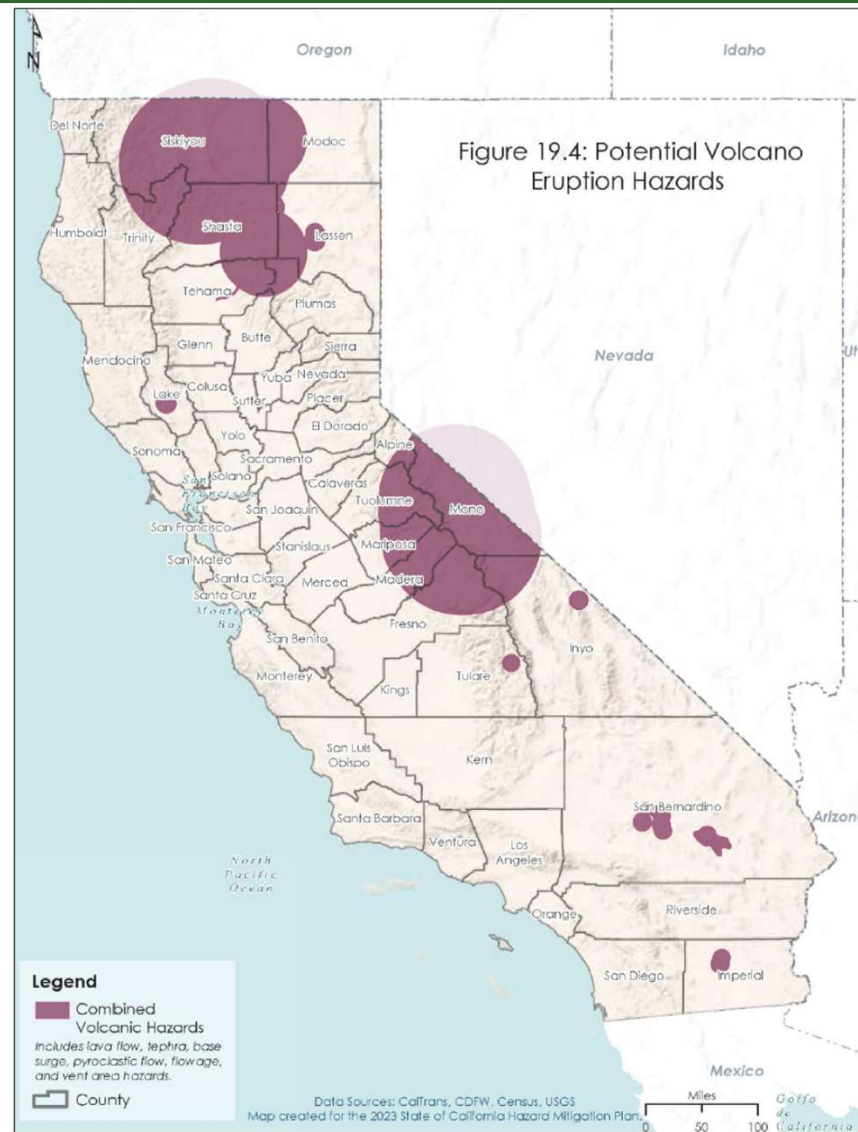 N
Oregon
Idaho
Figure 19.4: Potential Volcano
Eruption Hazards
Del Norte
Siskiyou
Modoc
Humboldt
Trinity
Shasta
Lassen
Tehama
Plumas
Mendocino
Glenn
Butte
Sierra
Nevada
Lake
Colusa
Yuba
Nevada
Sutter
Placer
Sonoma
Yolo
El Dorado
Alpine
Sacramento
Solano
Calaveras
San
Francisco
Bay
San Joaquin
Tuolumne
Mono
San Francisco
Stanislaus
Mariposa
San Mateo
Santa Clara
Merced
Madera
Santa Cruz
Monterey
Bay
San Benito
Fresno
Inyo
Monterey
Kings
Tulare
San Luis
Obispo
Kern
San Bernardino
Santa Barbara
Ventura
Los
Angeles
Arizona
North
Pacific
Ocean
Orange
Riverside
San Diego
Imperial
Legend
Combined
Volcanic Hazards
Includes lava flow, tephra, base
surge, pyroclastic flow, flowage,
and vent area hazards.
County
Mexico
Data Sources: CalTrans, CDFW, Census, USGS
Map created for the 2023 State of California Hazard Mitigation Plan.
Miles
0 50 100
Golfo
de
California